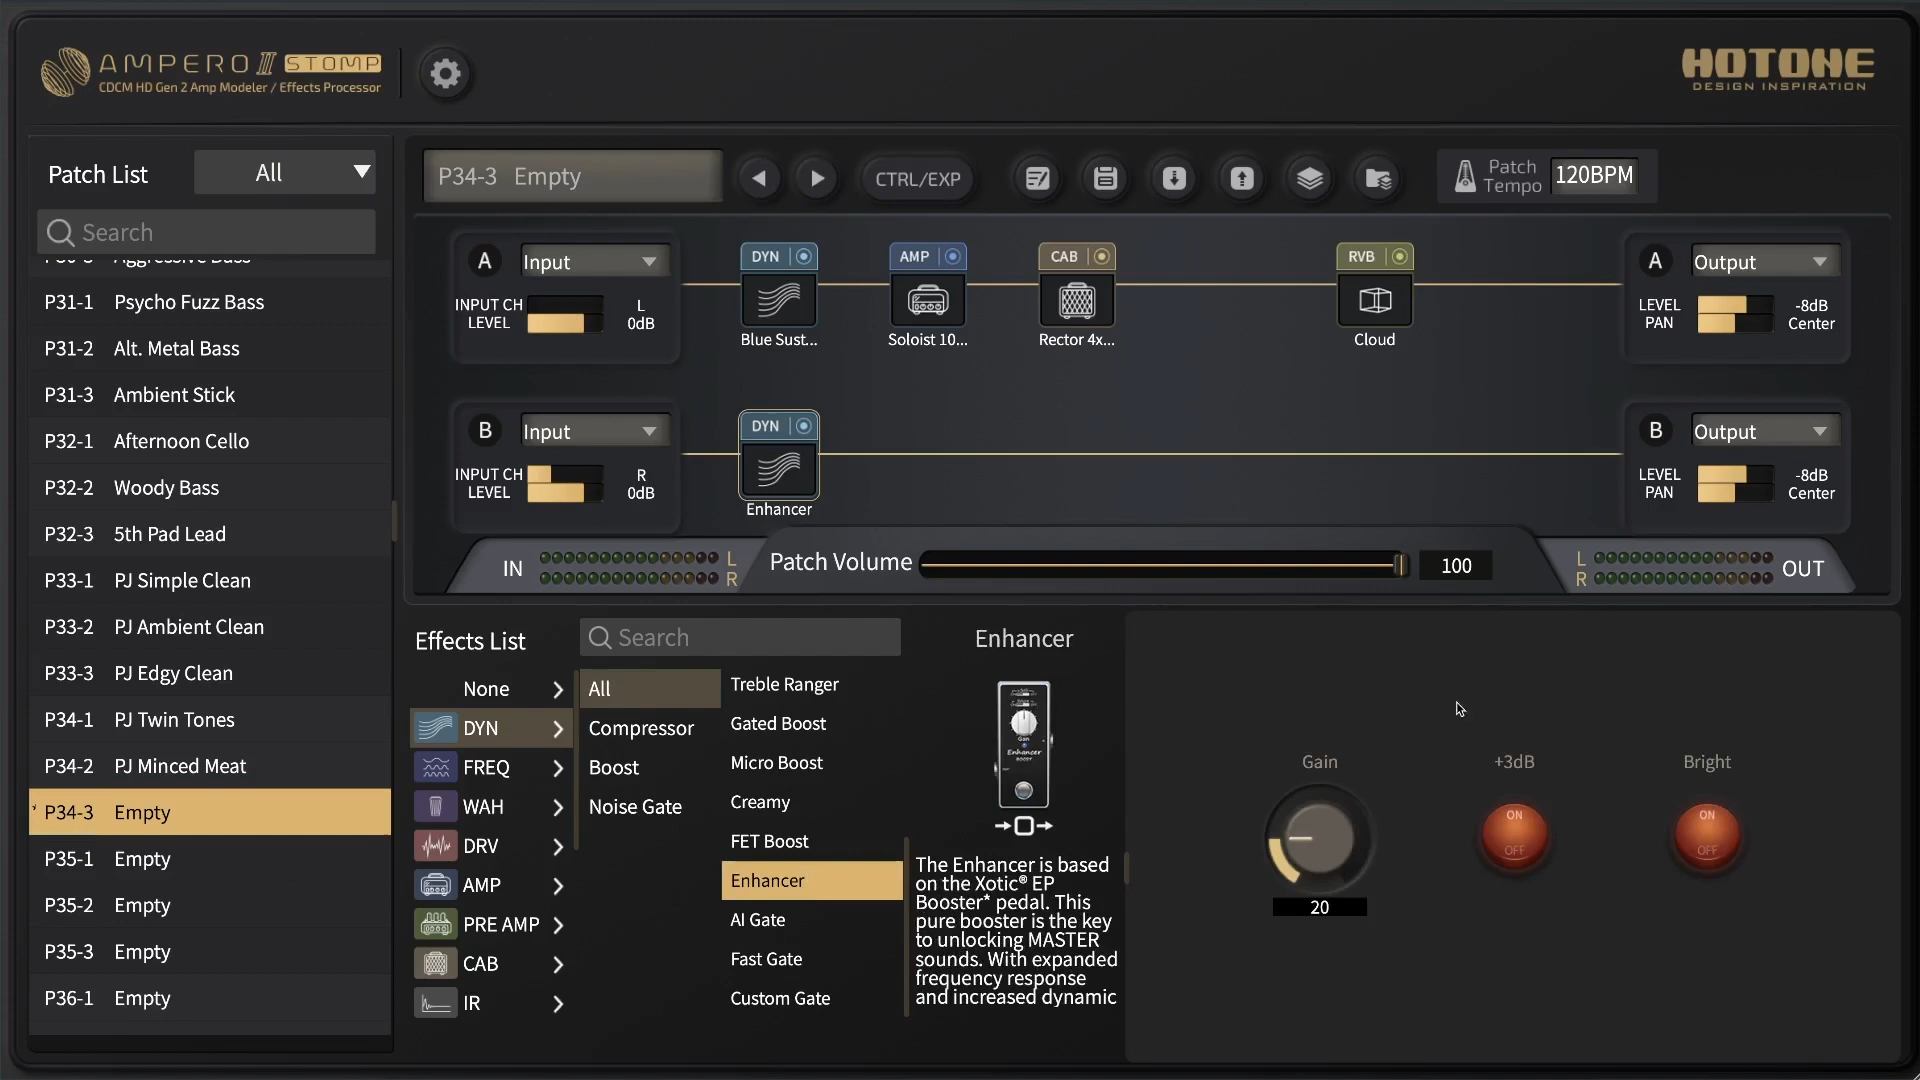 AMPERO II STOMP
CDCM HD Gen 2 Amp Modeler / Effects Processor
HOTONE
DESIGN INSPIRATION
Patch List
All
Search
P31-1 Psycho Fuzz Bass
P31-2 Alt. Metal Bass
P31-3 Ambient Stick
P32-1 Afternoon Cello
P32-2 Woody Bass
P32-3 5th Pad Lead
P33-1 PJ Simple Clean
P33-2 PJ Ambient Clean
P33-3 PJ Edgy Clean
P34-1 PJ Twin Tones
P34-2 PJ Minced Meat
P34-3 Empty
P35-1 Empty
P35-2 Empty
P35-3 Empty
P36-1 Empty
P34-3 Empty
CTRL/EXP
Patch
Tempo
120BPM
A
Input
INPUT CH L
LEVEL 0dB
DYN
Blue Sust...
AMP
Soloist 10...
CAB
Rector 4x...
RVB
Cloud
A
Output
LEVEL -8dB
PAN Center
B
Input
INPUT CH R
LEVEL 0dB
DYN
Enhancer
B
Output
LEVEL -8dB
PAN Center
IN
L
R
Patch Volume
100
L
R
OUT
Effects List
Search
None
DYN
FREQ
WAH
DRV
AMP
PRE AMP
CAB
IR
All
Compressor
Boost
Noise Gate
Treble Ranger
Gated Boost
Micro Boost
Creamy
FET Boost
Enhancer
AI Gate
Fast Gate
Custom Gate
Enhancer
Gain
Enhancer
BOOST
The Enhancer is based
on the Xotic® EP
Booster* pedal. This
pure booster is the key
to unlocking MASTER
sounds. With expanded
frequency response
and increased dynamic
Gain
20
+3dB
ON
OFF
Bright
ON
OFF